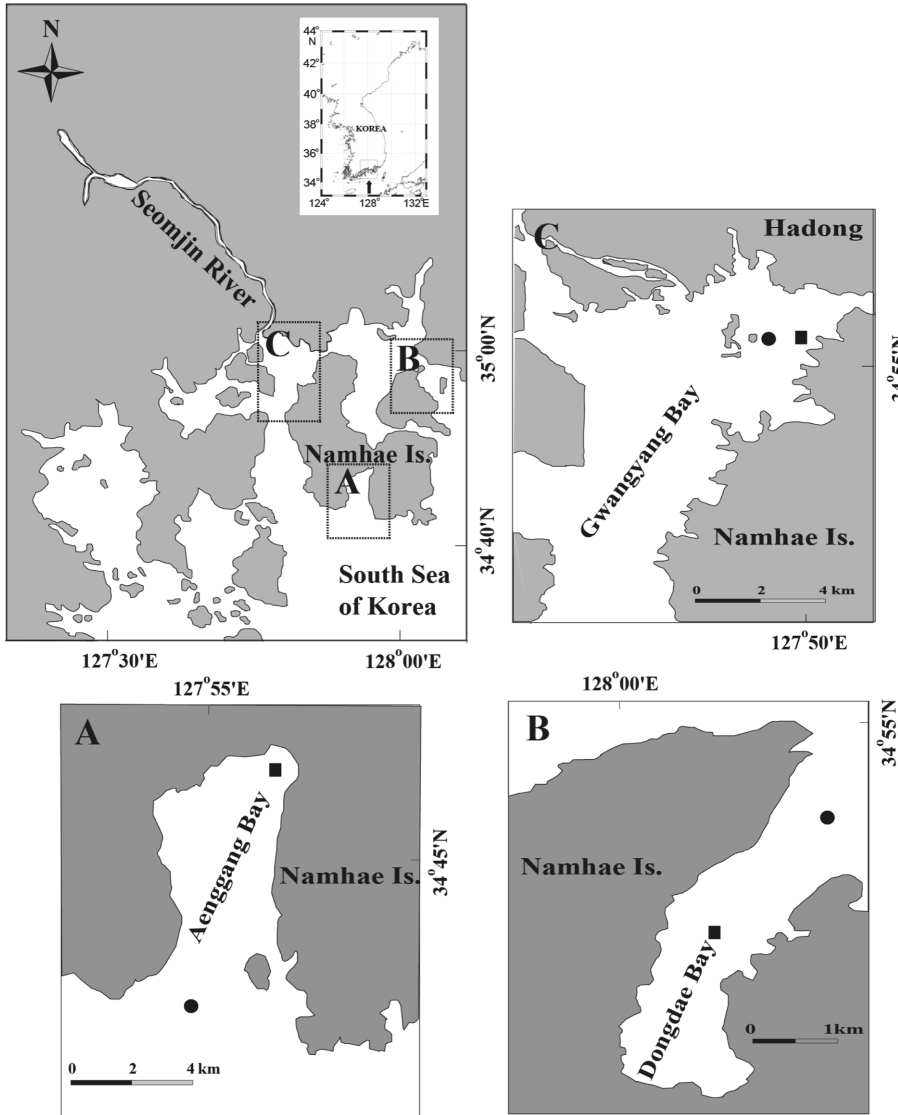 N
44°
N
42°
40°
38°
36°
34°
124°
128°
132°E
KOREA
Seomjin River
C
B
A
Namhae Is.
South Sea
of Korea
35°00'N
34°40'N
127°30'E
128°00'E
C
Hadong
Gwangyang Bay
Namhae Is.
0 2 4 km
127°50'E
34°55'N
127°55'E
A
Aenggang Bay
Namhae Is.
34°45'N
0 2 4 km
128°00'E
B
Namhae Is.
Dongdae Bay
0 1km
34°55'N